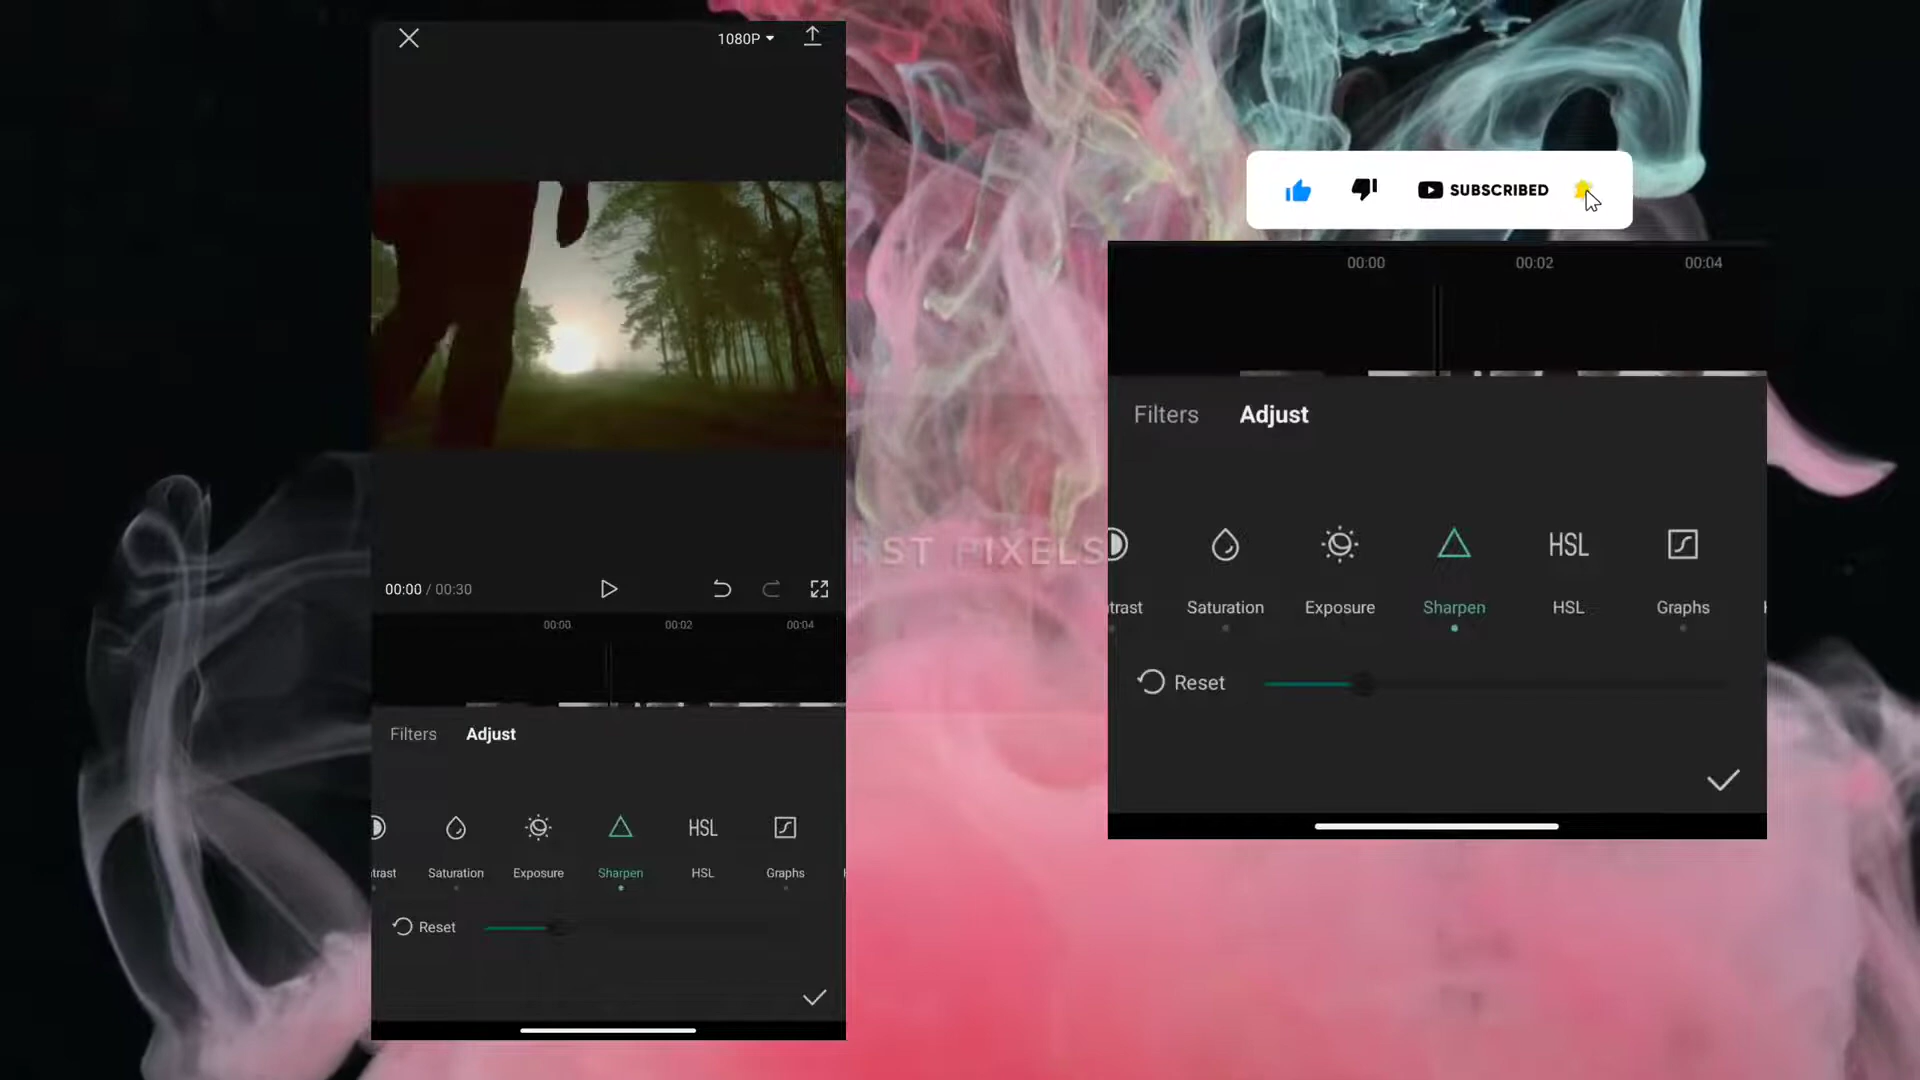 1080P
00:00 / 00:30
00:00 00:02 00:04
Filters Adjust
trast Saturation Exposure Sharpen HSL HSL Graphs
Reset
RST PIXELS
SUBSCRIBED
00:00 00:02 00:04
Filters Adjust
HSL
trast Saturation Exposure Sharpen HSL Graphs
Reset